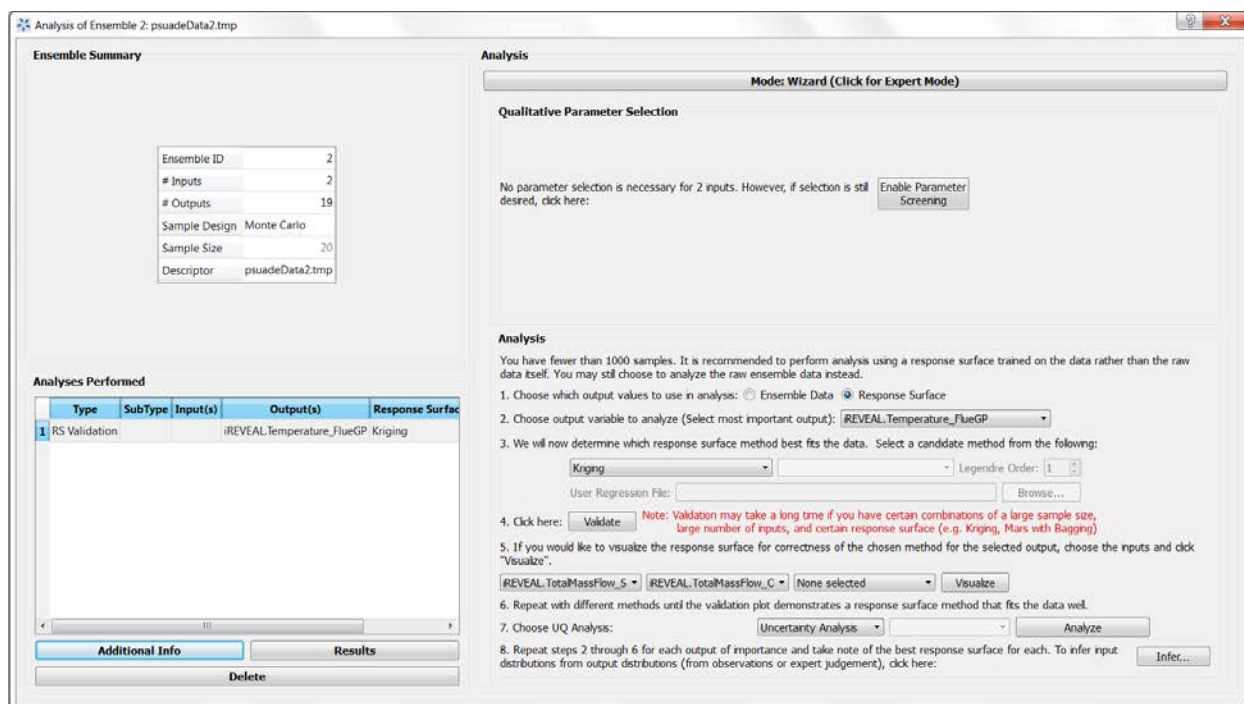 Analysis of Ensemble 2: psuadeData2.tmp
Ensemble Summary
Ensemble ID 2
# Inputs 2
# Outputs 19
Sample Design Monte Carlo
Sample Size 20
Descriptor psuadeData2.tmp
Analyses Performed
Type SubType Input(s) Output(s) Response Surfac
1 RS Validation iREVEAL.Temperature_FlueGP Kriging
Additional Info Results
Delete
Analysis
Mode: Wizard (Click for Expert Mode)
Qualitative Parameter Selection
No parameter selection is necessary for 2 inputs. However, if selection is still
desired, click here:
Enable Parameter
Screening
Analysis
You have fewer than 1000 samples. It is recommended to perform analysis using a response surface trained on the data rather than the raw
data itself. You may still choose to analyze the raw ensemble data instead.
1. Choose which output values to use in analysis: Ensemble Data Response Surface
2. Choose output variable to analyze (Select most important output): iREVEAL.Temperature_FlueGP
3. We will now determine which response surface method best fits the data. Select a candidate method from the following:
Kriging Legendre Order: 1
User Regression File: Browse...
4. Click here: Validate Note: Validation may take a long time if you have certain combinations of a large sample size,
large number of inputs, and certain response surface (e.g. Kriging, Mars with Bagging)
5. If you would like to visualize the response surface for correctness of the chosen method for the selected output, choose the inputs and click
"Visualize".
iREVEAL.TotalMassFlow_S iREVEAL.TotalMassFlow_C None selected Visualize
6. Repeat with different methods until the validation plot demonstrates a response surface method that fits the data well.
7. Choose UQ Analysis: Uncertainty Analysis Analyze
8. Repeat steps 2 through 6 for each output of importance and take note of the best response surface for each. To infer input
distributions from output distributions (from observations or expert judgement), click here:
Infer...